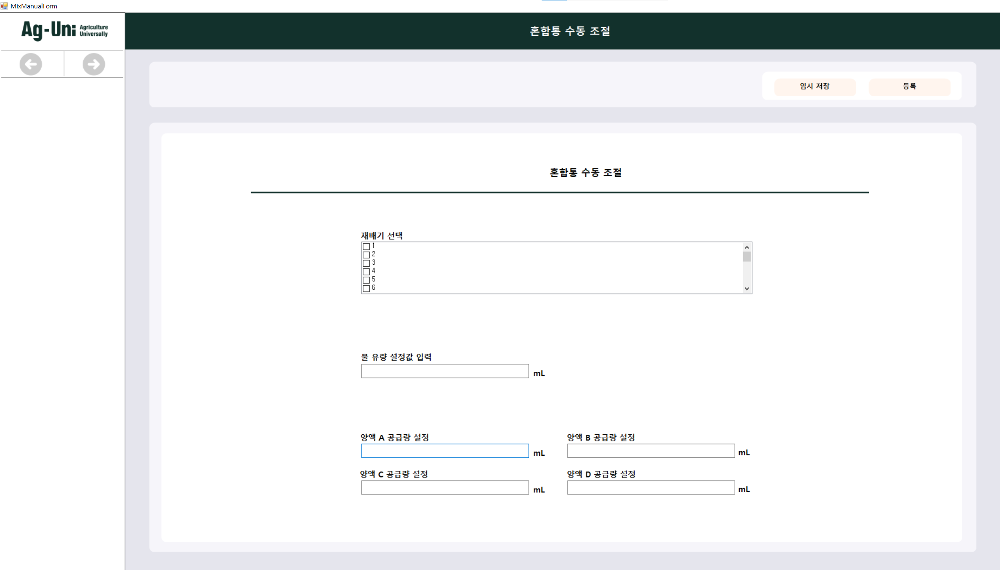 MixManualForm
Ag-Uni Agriculture Universally
혼합통 수동 조절
임시 저장
등록
혼합통 수동 조절
재배기 선택
1
2
3
4
5
6
물 유량 설정값 입력
mL
양액 A 공급량 설정
mL
양액 B 공급량 설정
mL
양액 C 공급량 설정
mL
양액 D 공급량 설정
mL